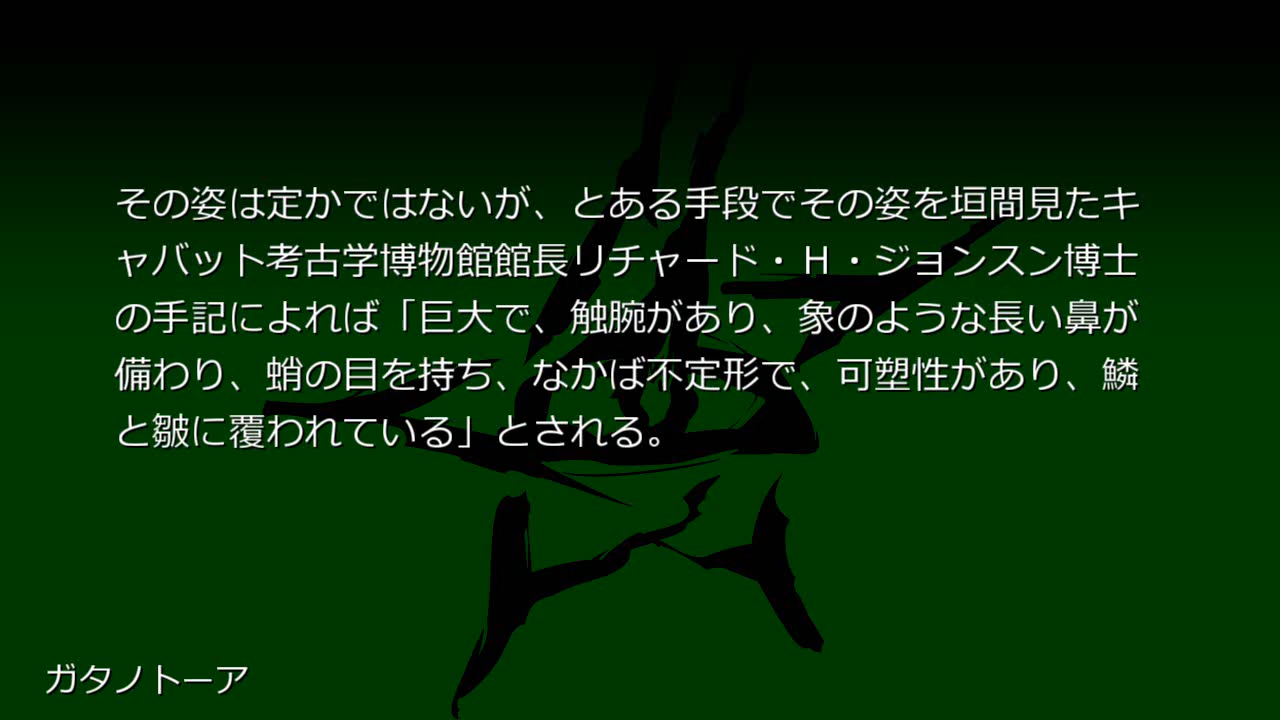 その姿は定かではないが、とある手段でその姿を垣間見たキ
ャバット考古学博物館館長リチャード・Ｈ・ジョンスン博士
の手記によれば「巨大で、触腕があり、象のような長い鼻が
備わり、蛸の目を持ち、なかば不定形で、可塑性があり、鱗
と皺に覆われている」とされる。
ガタノトーア